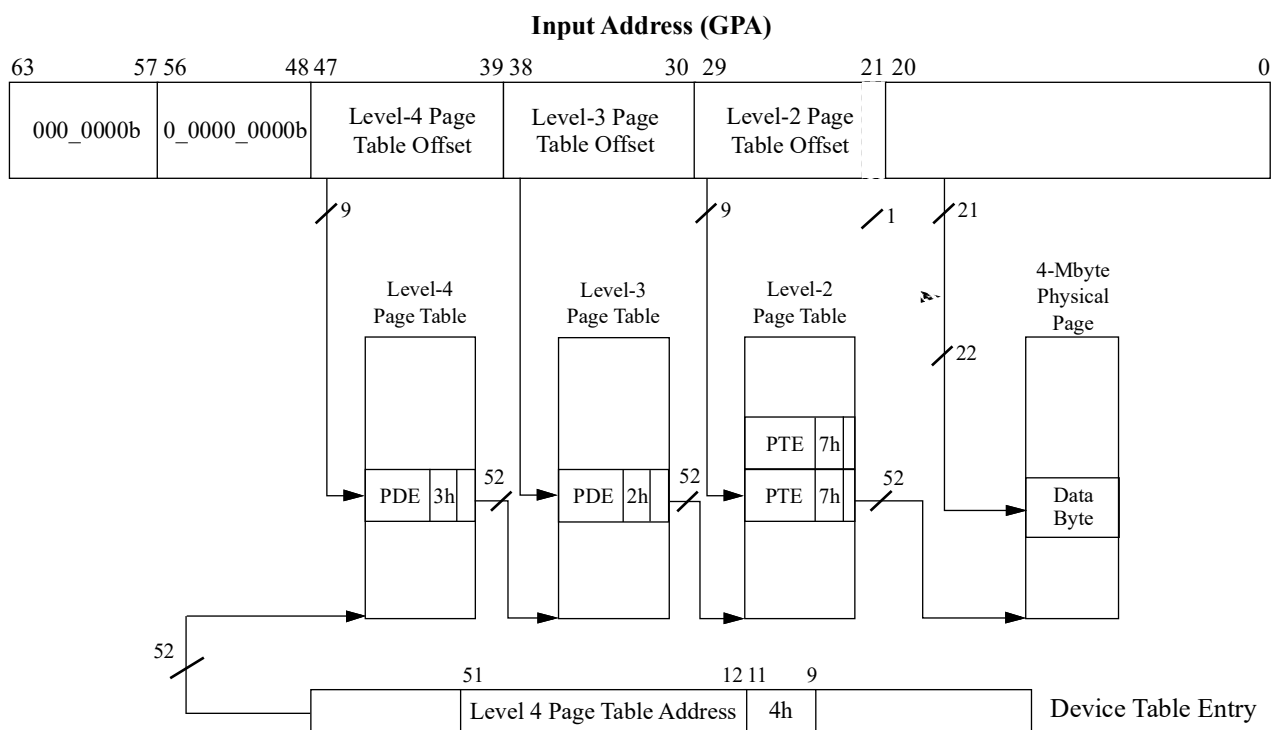 Input Address (GPA)
63 57 56 48 47 39 38 30 29 21 20 0
000_0000b 0_0000_0000b Level-4 Page Table Offset Level-3 Page Table Offset Level-2 Page Table Offset
9 9 1 21
Level-4
Page Table
Level-3
Page Table
Level-2
Page Table
4-Mbyte
Physical
Page
22
PTE 7h
PDE 3h 52 PDE 2h 52 PTE 7h 52
Data
Byte
52
51 12 11 9
Level 4 Page Table Address 4h Device Table Entry